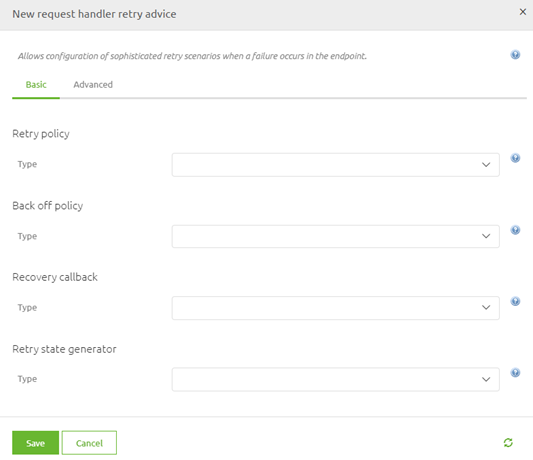 New request handler retry advice
Allows configuration of sophisticated retry scenarios when a failure occurs in the endpoint.
Basic Advanced
Retry policy
Type
Back off policy
Type
Recovery callback
Type
Retry state generator
Type
Save Cancel